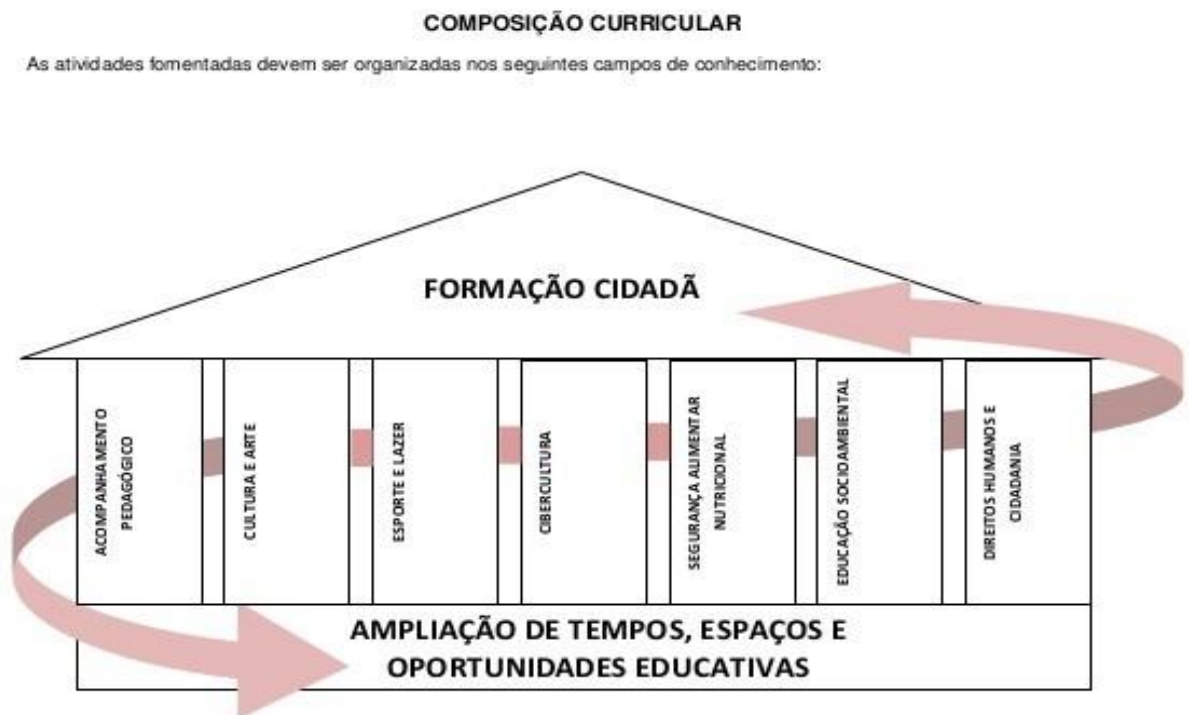 COMPOSIÇÃO CURRICULAR
As atividades fomentadas devem ser organizadas nos seguintes campos de conhecimento:
FORMAÇÃO CIDADÃ
ACOMPANHAMENTO
PEDAGÓGICO
CULTURA E ARTE
ESPORTE E LAZER
CIBERCULTURA
SEGURANÇA ALIMENTAR
NUTRICIONAL
EDUCAÇÃO SOCIOAMBIENTAL
DIREITOS HUMANOS E
CIDADANIA
AMPLIAÇÃO DE TEMPOS, ESPAÇOS E
OPORTUNIDADES EDUCATIVAS